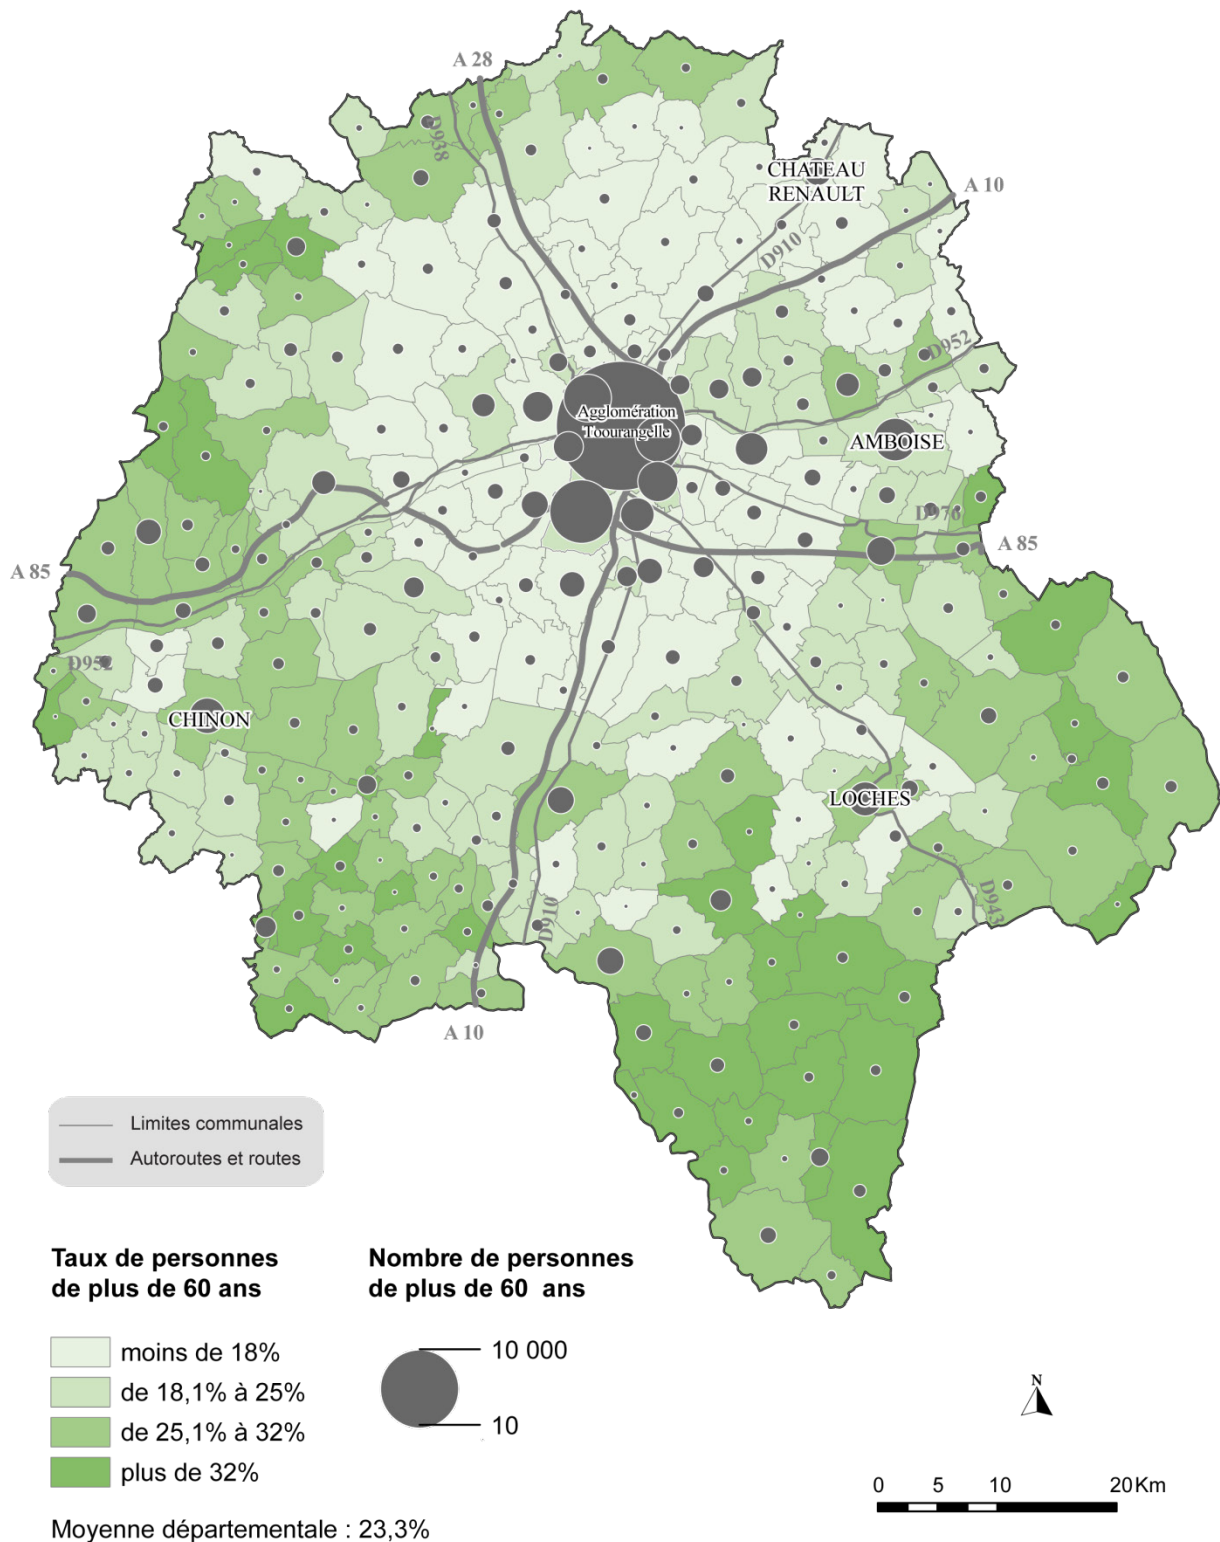 A 28
D938
CHATEAU
RENAULT
A 10
D910
D952
Agglomération
Toourangelle
AMBOISE
D976
A 85
A 85
D952
CHINON
LOCHES
D943
D910
A 10
Limites communales
Autoroutes et routes
Taux de personnes
de plus de 60 ans
moins de 18%
de 18,1% à 25%
de 25,1% à 32%
plus de 32%
Moyenne départementale : 23,3%
Nombre de personnes
de plus de 60 ans
10 000
10
N
0 5 10 20Km